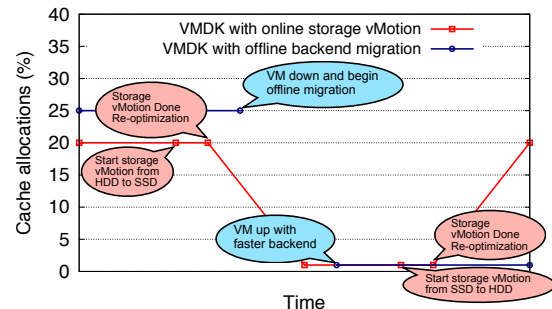 VMDK with online storage vMotion
VMDK with offline backend migration
Cache allocations (%)
40
35
30
25
20
15
10
5
0
VM down and begin
offline migration
Storage
vMotion Done
Re-optimization
Start storage
vMotion from
HDD to SSD
VM up with
faster backend
Storage
vMotion Done
Re-optimization
Start storage vMotion
from SSD to HDD
Time